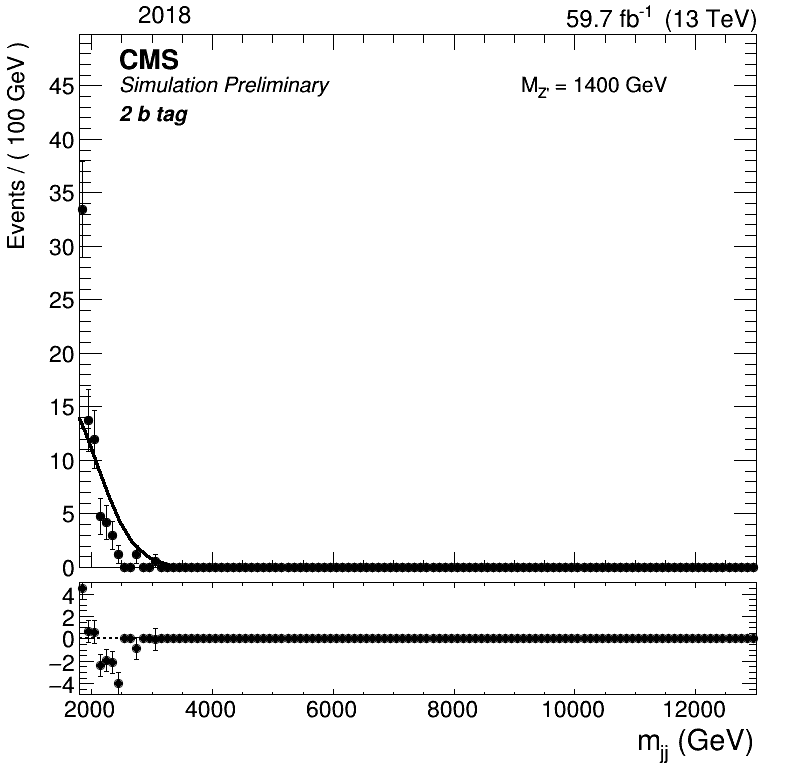 2018
59.7 fb⁻¹ (13 TeV)
CMS
Simulation Preliminary
2 b tag
M_Z' = 1400 GeV
Events / ( 100 GeV )
45
40
35
30
25
20
15
10
5
0
4
2
0
−2
−4
2000 4000 6000 8000 10000 12000
m_jj (GeV)